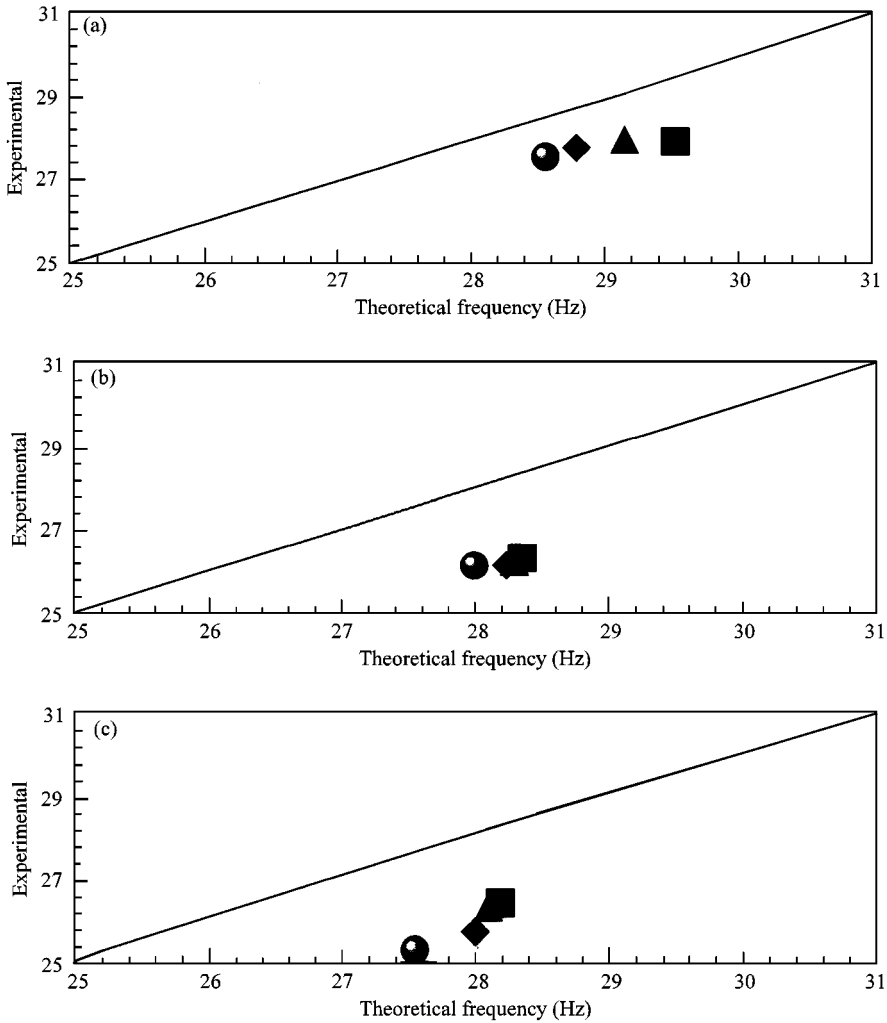 (a)
31
29
27
25
Experimental
25 26 27 28 29 30 31
Theoretical frequency (Hz)
(b)
31
29
27
25
Experimental
25 26 27 28 29 30 31
Theoretical frequency (Hz)
(c)
31
29
27
25
Experimental
25 26 27 28 29 30 31
Theoretical frequency (Hz)